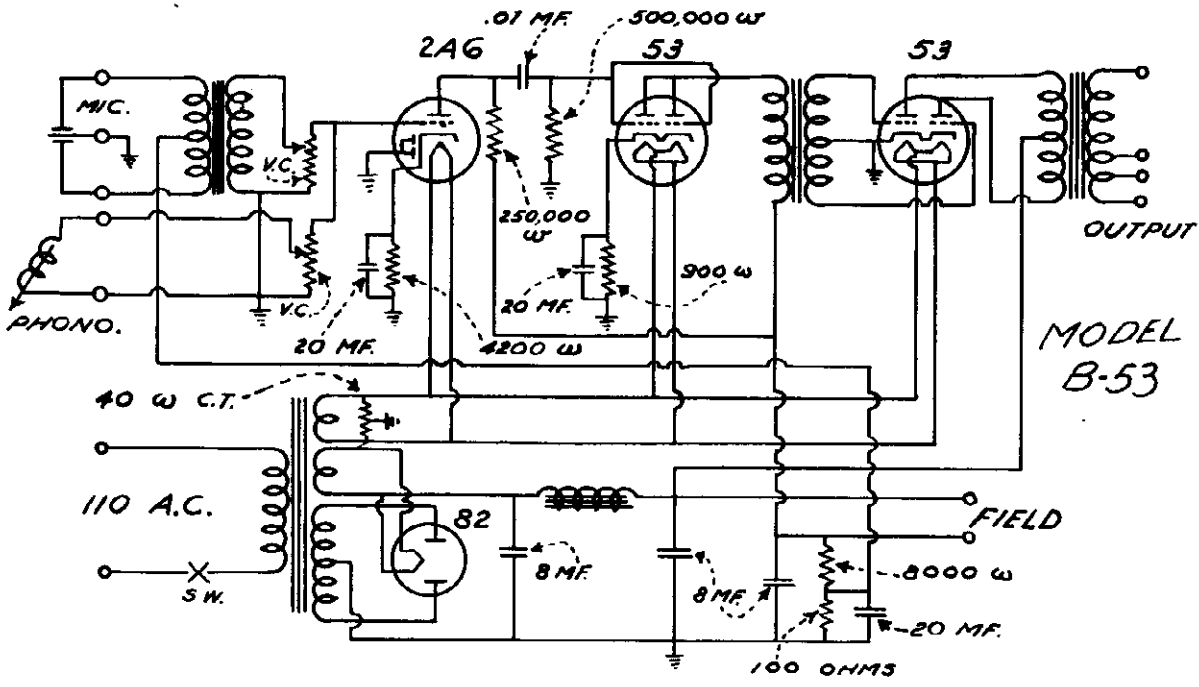 .01 MF.
500,000 ω
2A6
53
53
MIC.
V.C.
250,000
ω
OUTPUT
900 ω
20 MF.
PHONO.
V.C.
20 MF.
4200 ω
MODEL
B-53
40 ω C.T.
110 A.C.
82
FIELD
8 MF.
8 MF.
8000 ω
SW.
20 MF.
100 OHMS